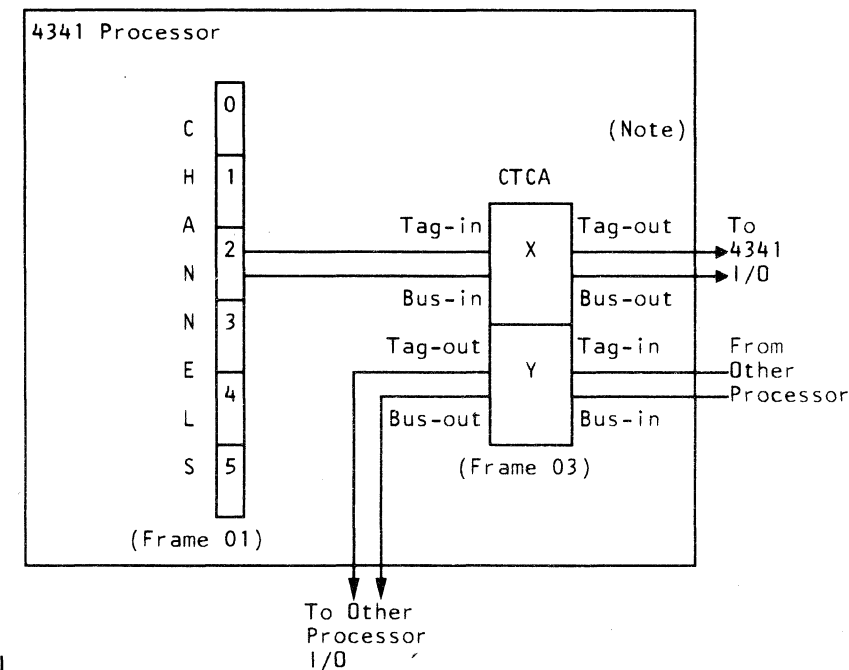 4341 Processor
C
H
A
N
N
E
L
S
0
1
2
3
4
5
(Frame 01)
(Note)
CTCA
Tag-in
X
Tag-out
Bus-in
Bus-out
To
4341
I/O
Tag-out
Y
Tag-in
Bus-out
Bus-in
From
Other
Processor
(Frame 03)
To Other
Processor
I/O